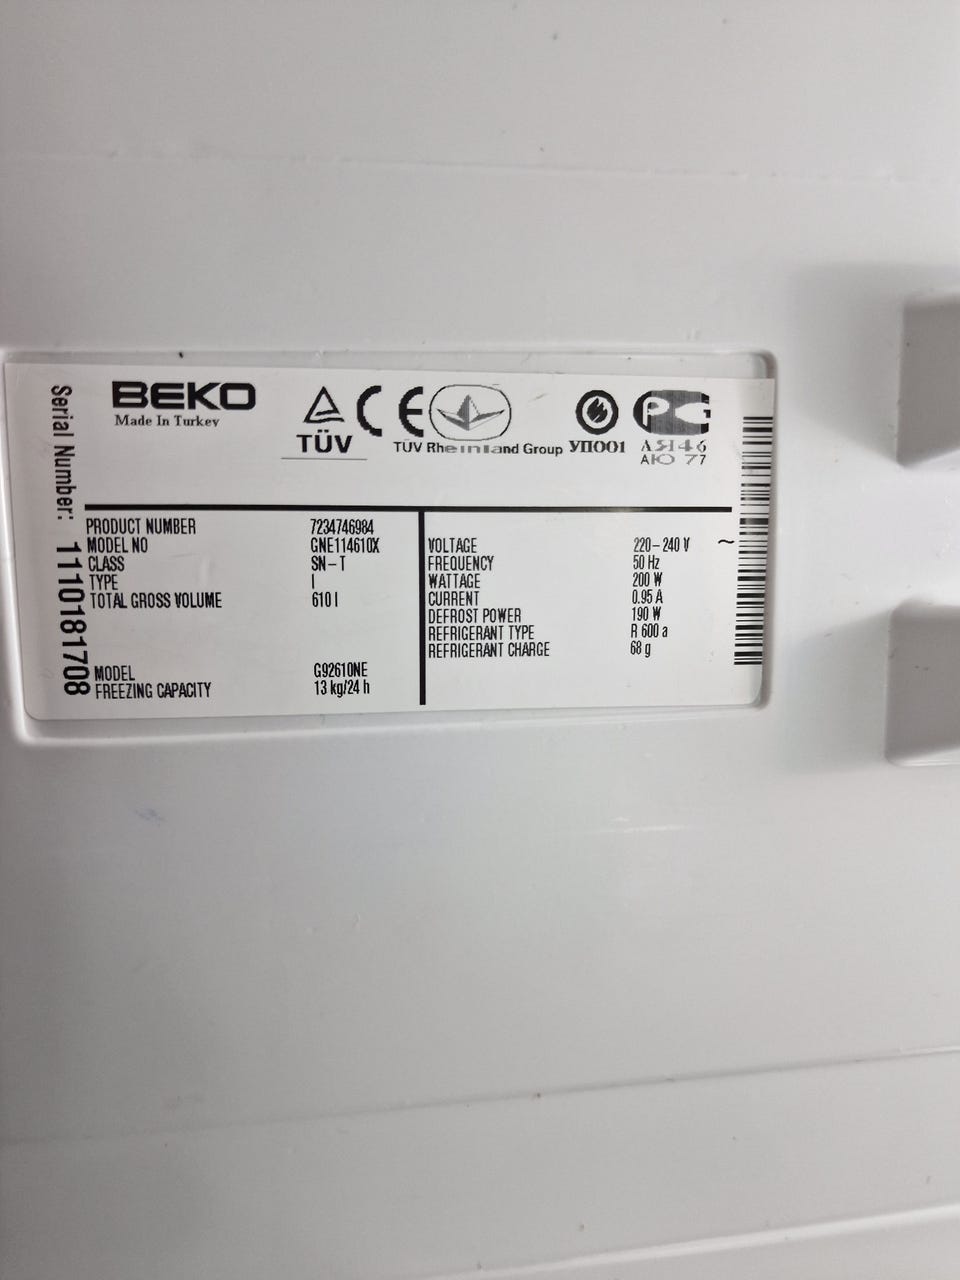 BEKO
Made In Turkey
TÜV
TÜV Rheinland Group
УП001
РС
АЯ46
АЮ 77
Serial Number: 1110181708
PRODUCT NUMBER 7234746984
MODEL NO GNE114610X
CLASS SN-T
TYPE I
TOTAL GROSS VOLUME 610 l
MODEL G92610NE
FREEZING CAPACITY 13 kg/24 h
VOLTAGE 220-240 V ~
FREQUENCY 50 Hz
WATTAGE 200 W
CURRENT 0.95 A
DEFROST POWER 190 W
REFRIGERANT TYPE R 600 a
REFRIGERANT CHARGE 68 g